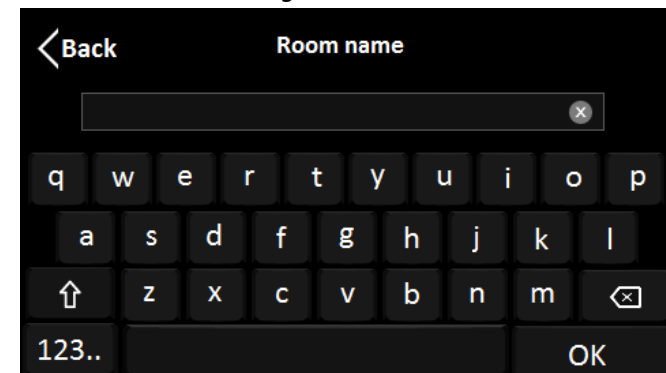 Back Room name
q w e r t y u i o p
a s d f g h j k l
z x c v b n m
123.. OK